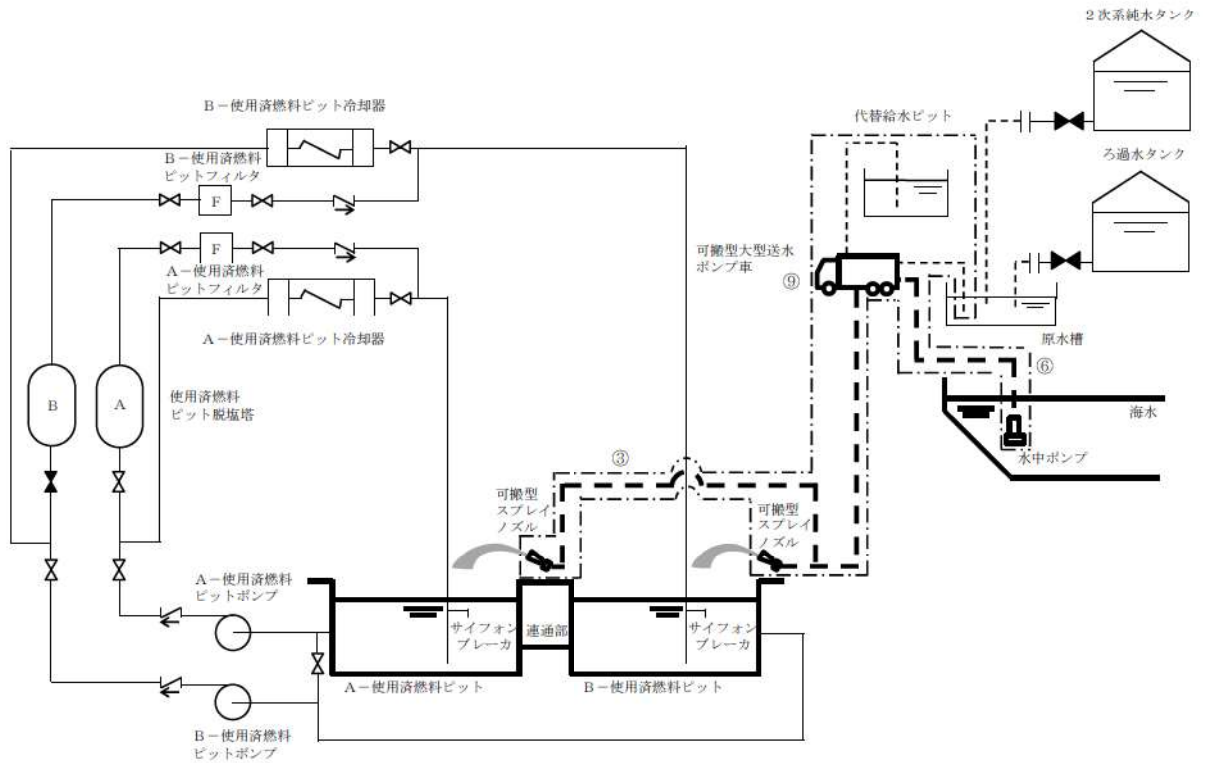 2次系純水タンク
B-使用済燃料ピット冷却器
代替給水ピット
B-使用済燃料
ピットフィルタ
ろ過水タンク
F
F
A-使用済燃料
ピットフィルタ
可搬型大型送水
ポンプ車
⑨
A-使用済燃料ピット冷却器
原水槽
⑥
B
A
使用済燃料
ピット脱塩塔
海水
水中ポンプ
③
可搬型
スプレイ
ノズル
可搬型
スプレイ
ノズル
A-使用済燃料
ピットポンプ
サイフォン
ブレーカ
連通部
サイフォン
ブレーカ
A-使用済燃料ピット
B-使用済燃料ピット
B-使用済燃料
ピットポンプ